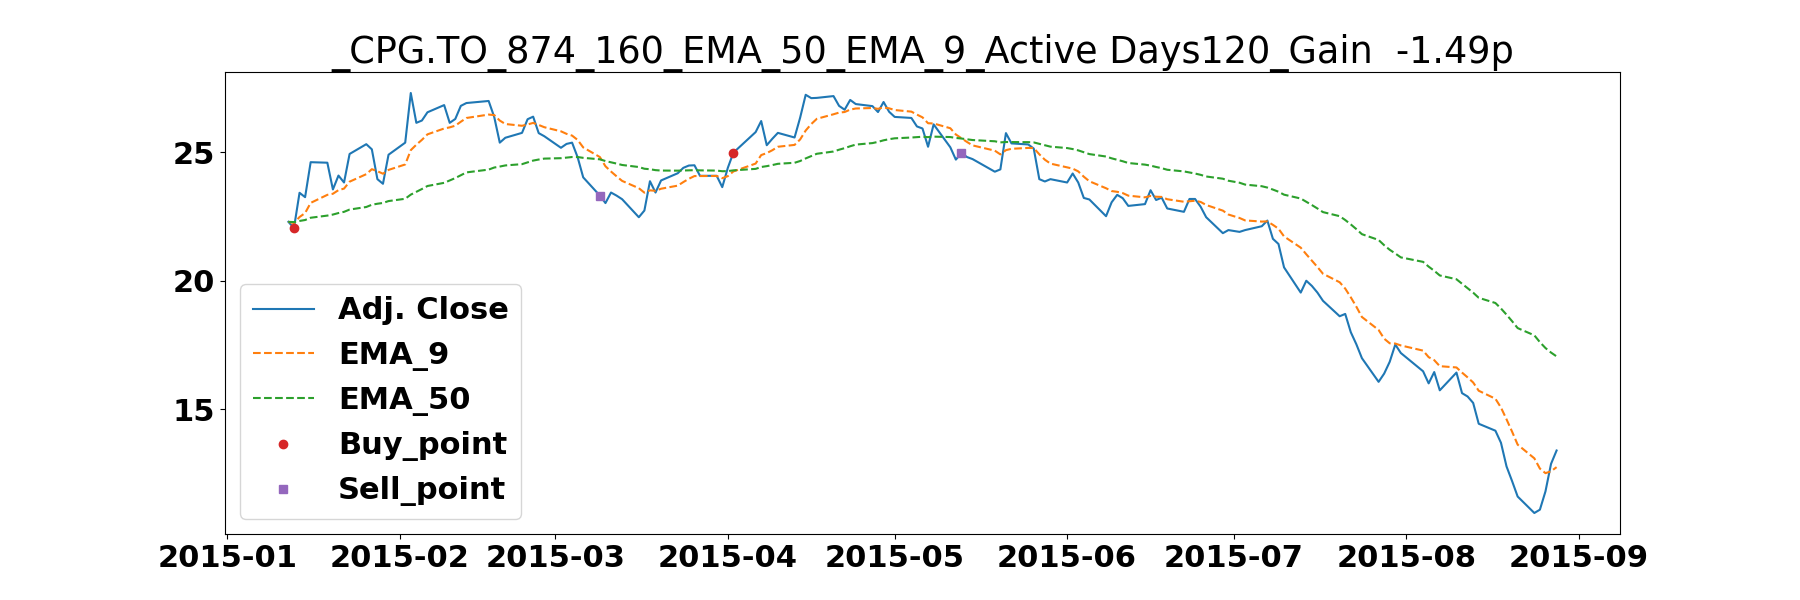 _CPG.TO_874_160_EMA_50_EMA_9_Active Days120_Gain  -1.49p
25
20
15
Adj. Close
EMA_9
EMA_50
Buy_point
Sell_point
2015-01 2015-02 2015-03 2015-04 2015-05 2015-06 2015-07 2015-08 2015-09